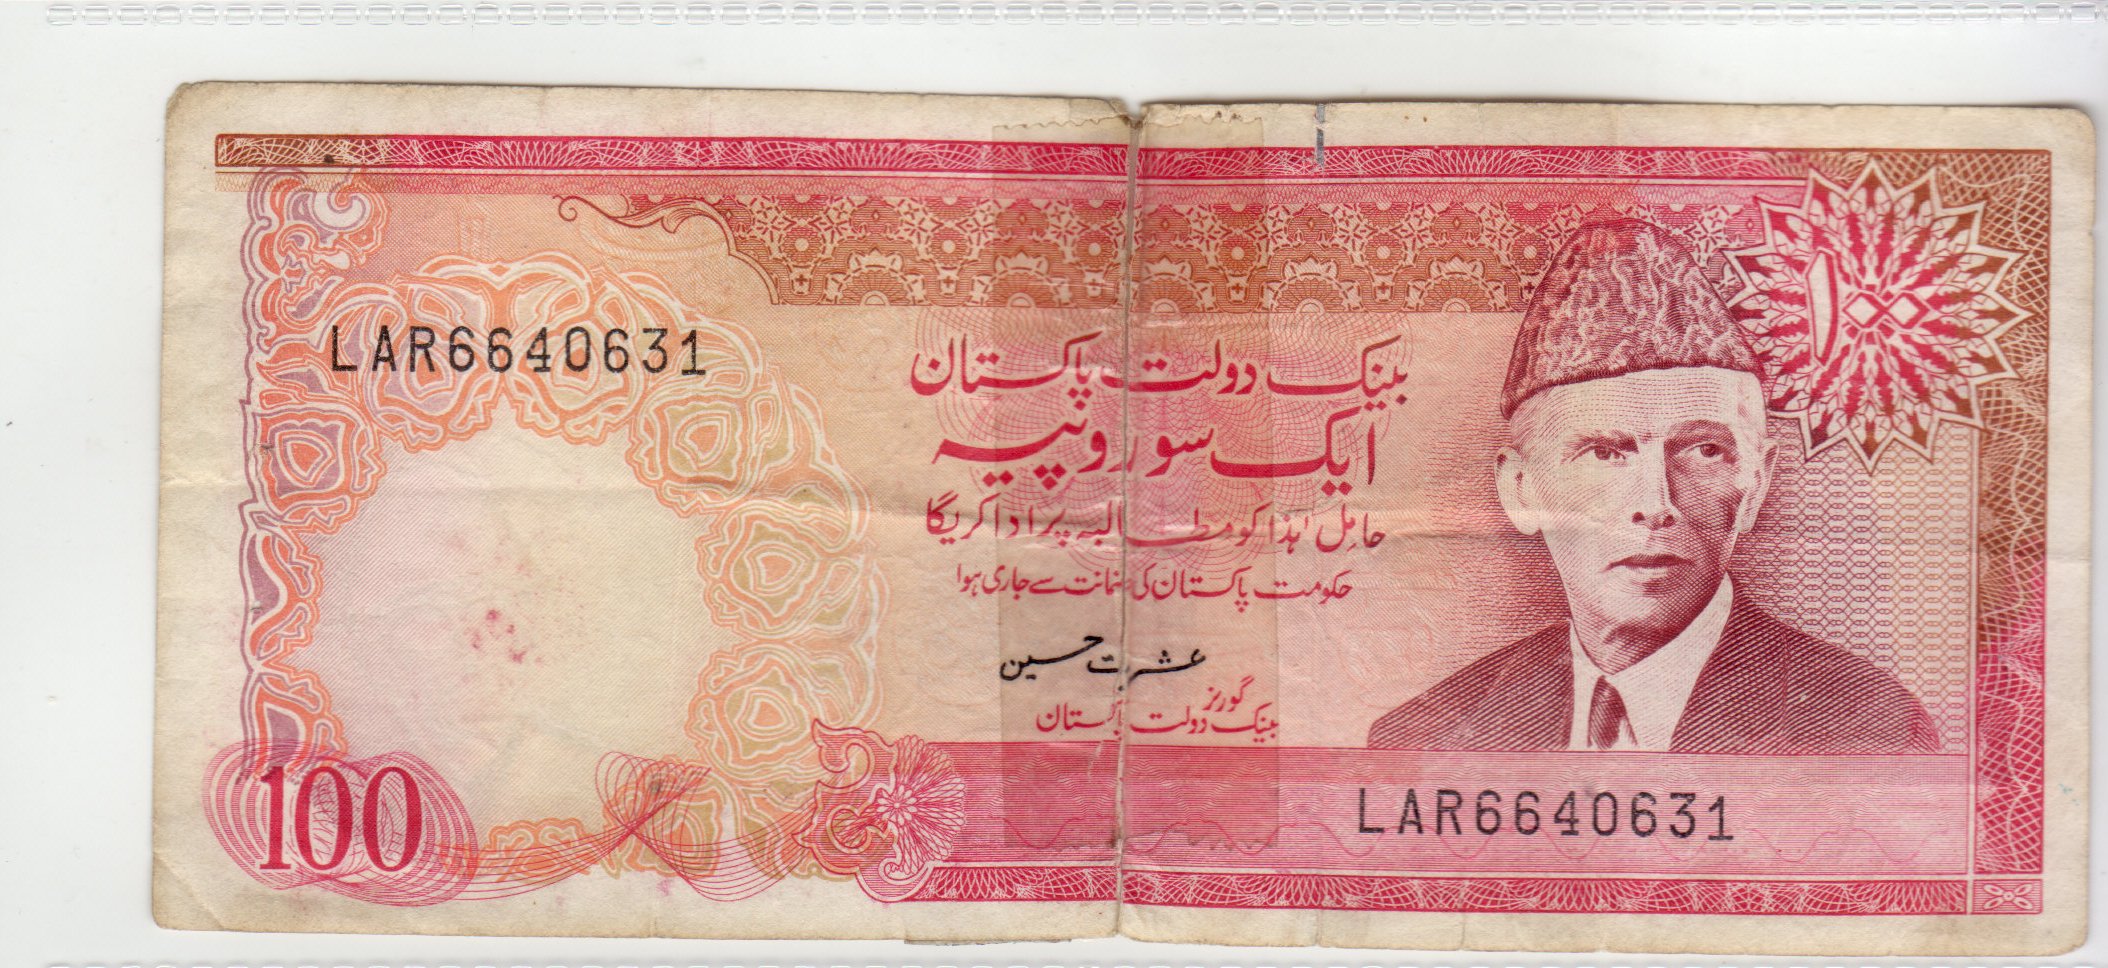 LAR6640631
۱۰۰
بینک دولت پاکستان
ایک سو روپیہ
حامل ہذا کو مطالبہ پر ادا کریگا
حکومت پاکستان کی ضمانت سے جاری ہوا
عشرت حسین
گورنر
بینک دولت پاکستان
100
LAR6640631